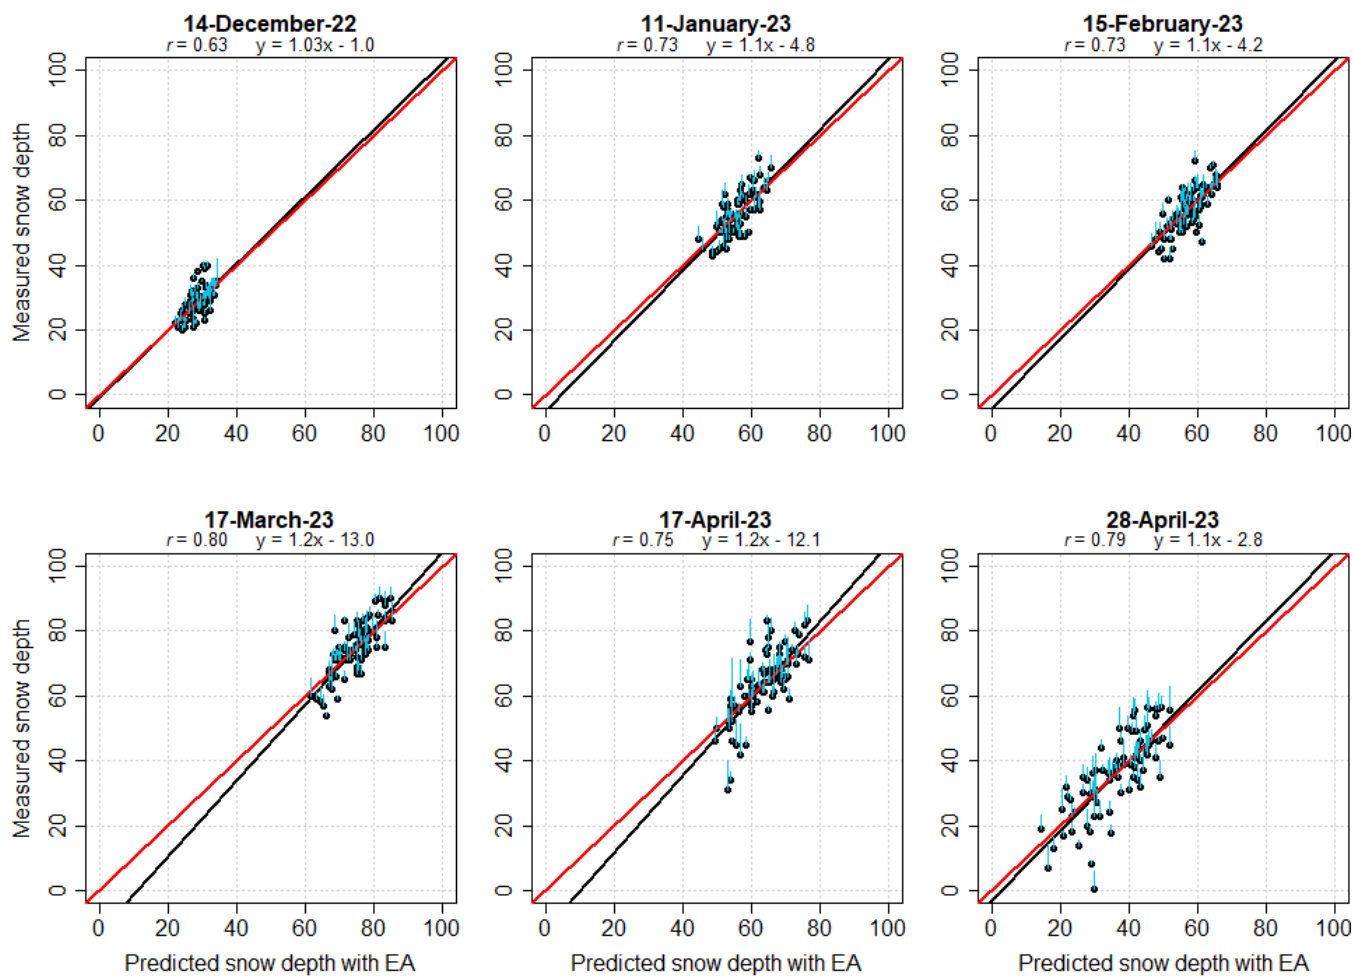 14-December-22
r = 0.63 y = 1.03x - 1.0
11-January-23
r = 0.73 y = 1.1x - 4.8
15-February-23
r = 0.73 y = 1.1x - 4.2
Measured snow depth
100
80
60
40
20
0
0 20 40 60 80 100
100
80
60
40
20
0
0 20 40 60 80 100
100
80
60
40
20
0
0 20 40 60 80 100
17-March-23
r = 0.80 y = 1.2x - 13.0
17-April-23
r = 0.75 y = 1.2x - 12.1
28-April-23
r = 0.79 y = 1.1x - 2.8
Measured snow depth
100
80
60
40
20
0
0 20 40 60 80 100
Predicted snow depth with EA
100
80
60
40
20
0
0 20 40 60 80 100
Predicted snow depth with EA
100
80
60
40
20
0
0 20 40 60 80 100
Predicted snow depth with EA